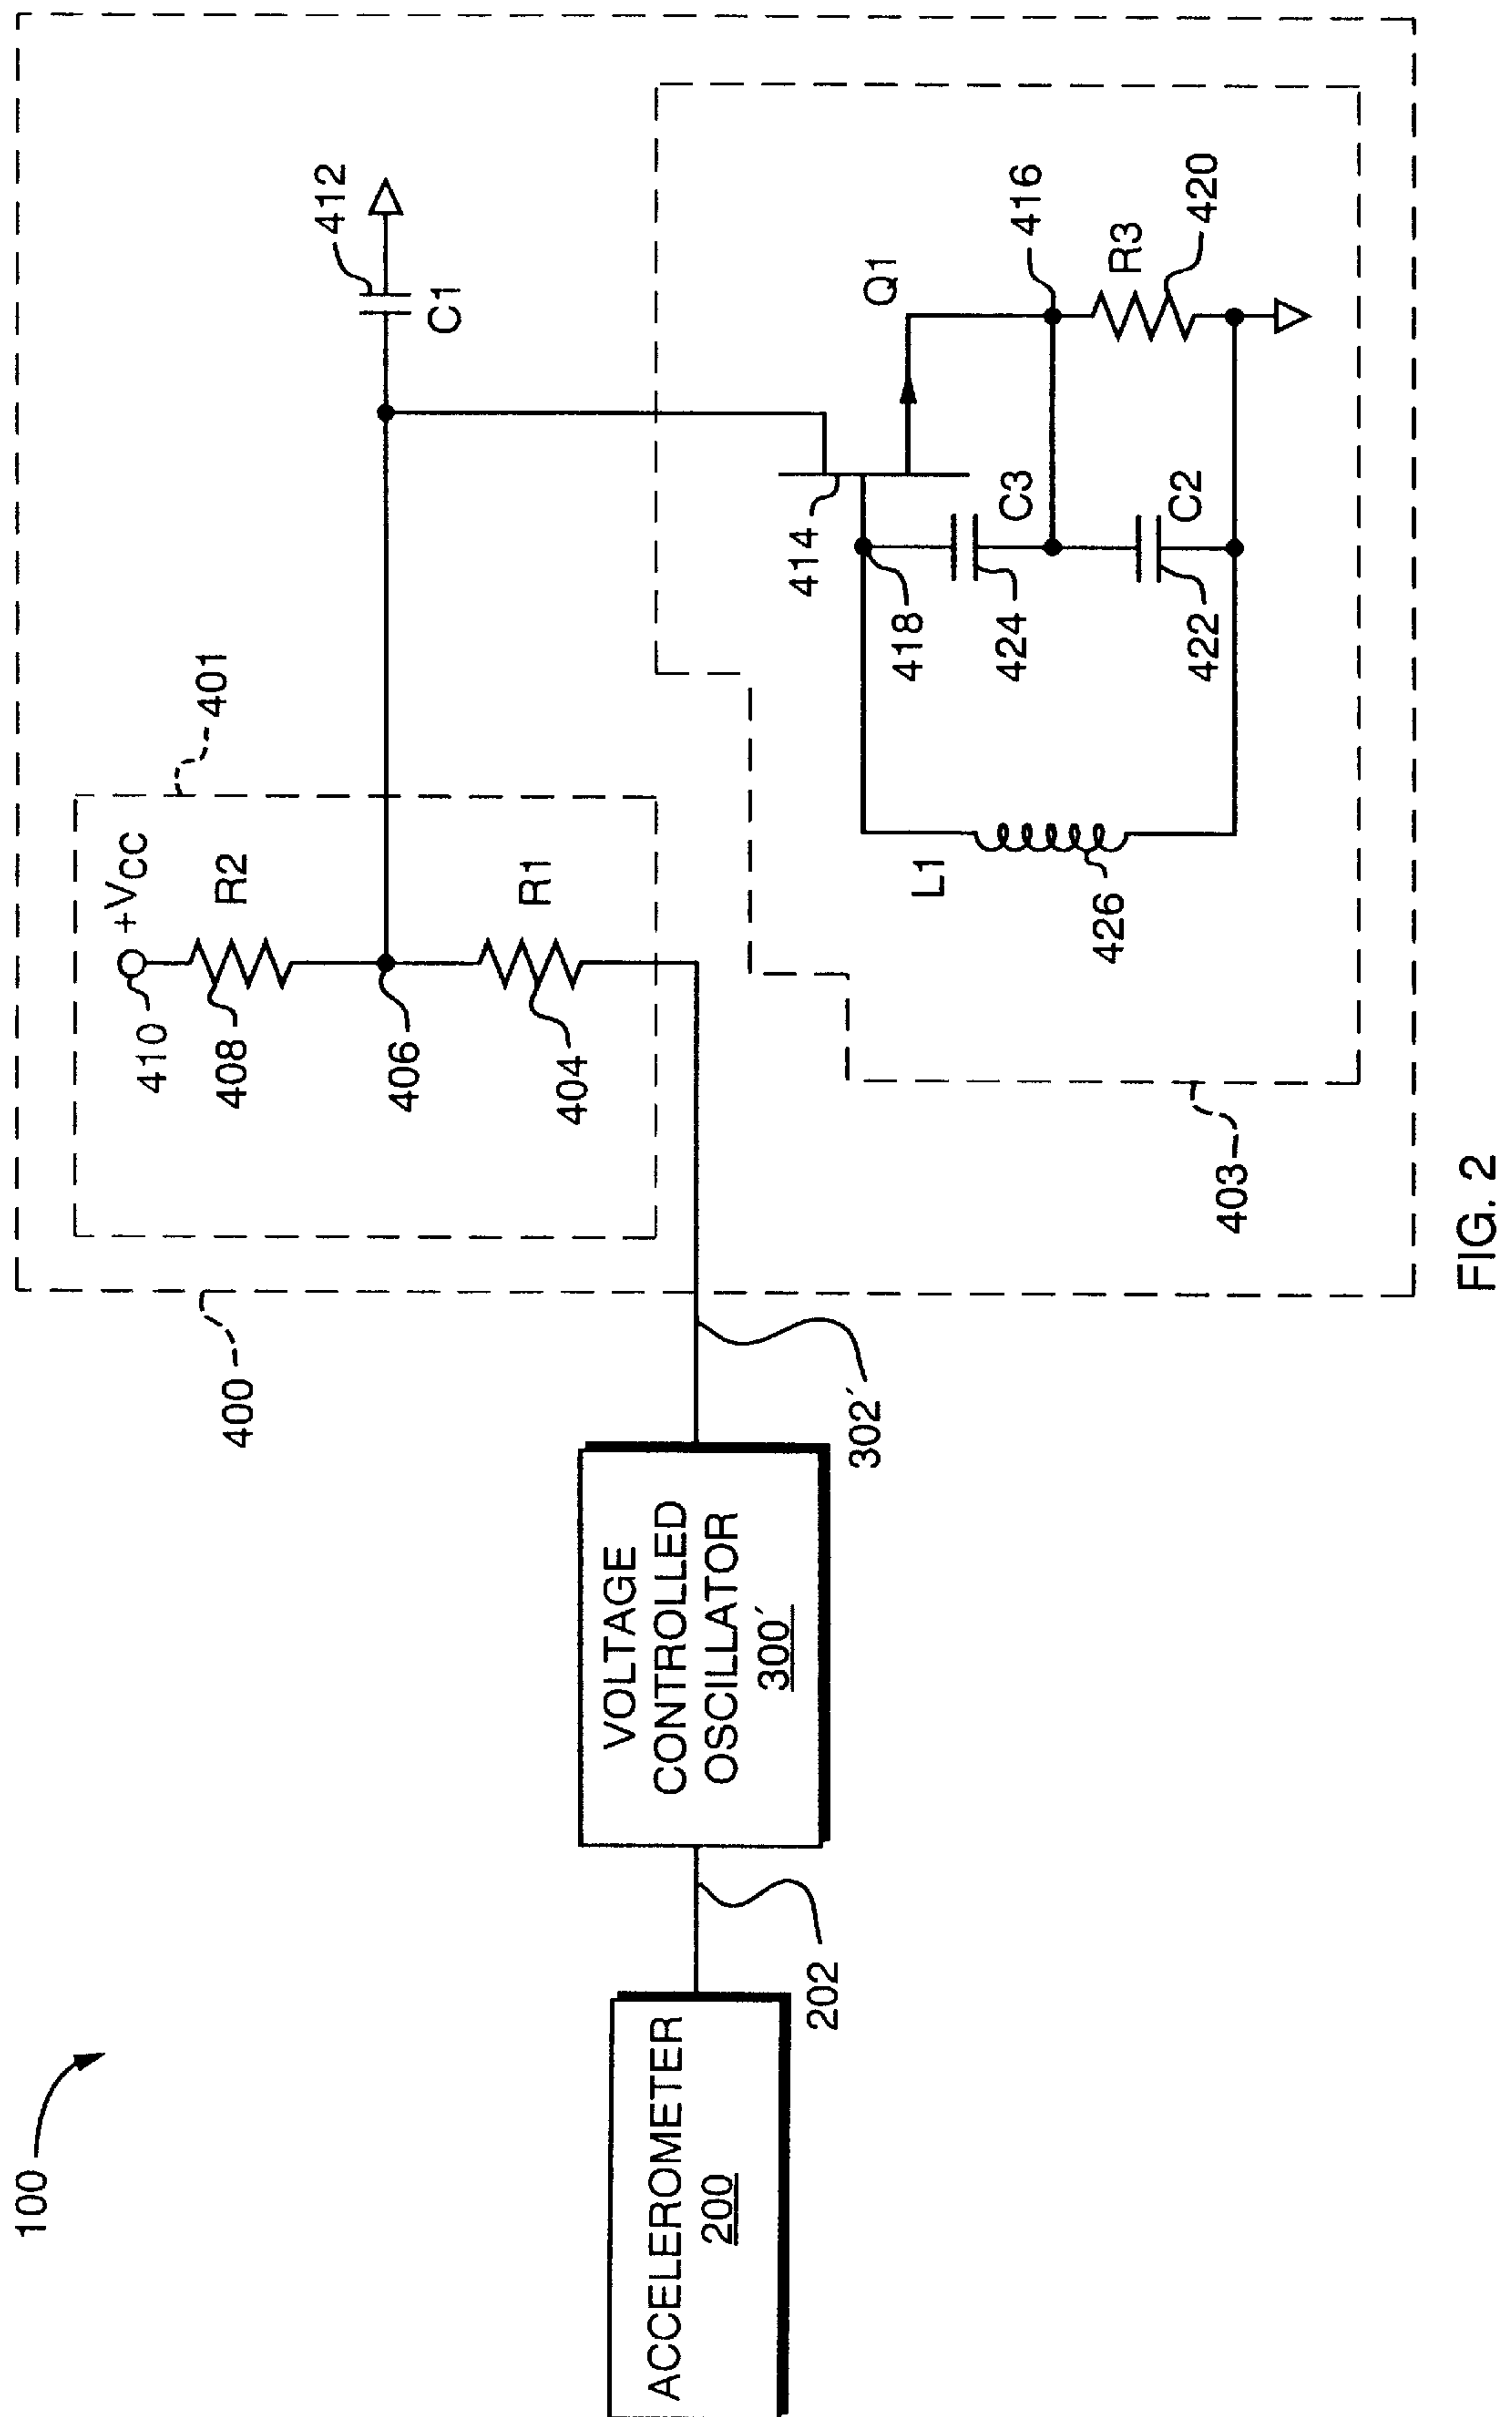 100
ACCELEROMETER
200
202
VOLTAGE
CONTROLLED
OSCILLATOR
300´
302´
400
401
410
+VCC
408
R2
406
404
R1
412
C1
403
414
Q1
418
416
C3
424
R3
420
C2
422
L1
426
FIG. 2